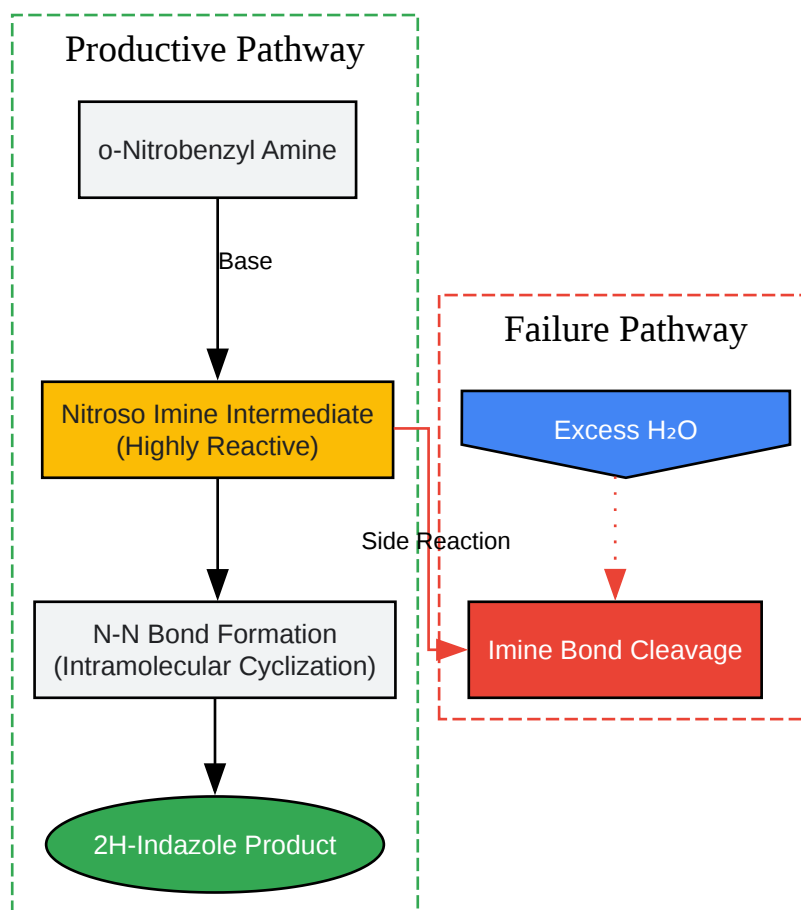 Productive Pathway
o-Nitrobenzyl Amine
Base
Nitroso Imine Intermediate
(Highly Reactive)
N-N Bond Formation
(Intramolecular Cyclization)
2H-Indazole Product
Side Reaction
Failure Pathway
Excess H₂O
Imine Bond Cleavage